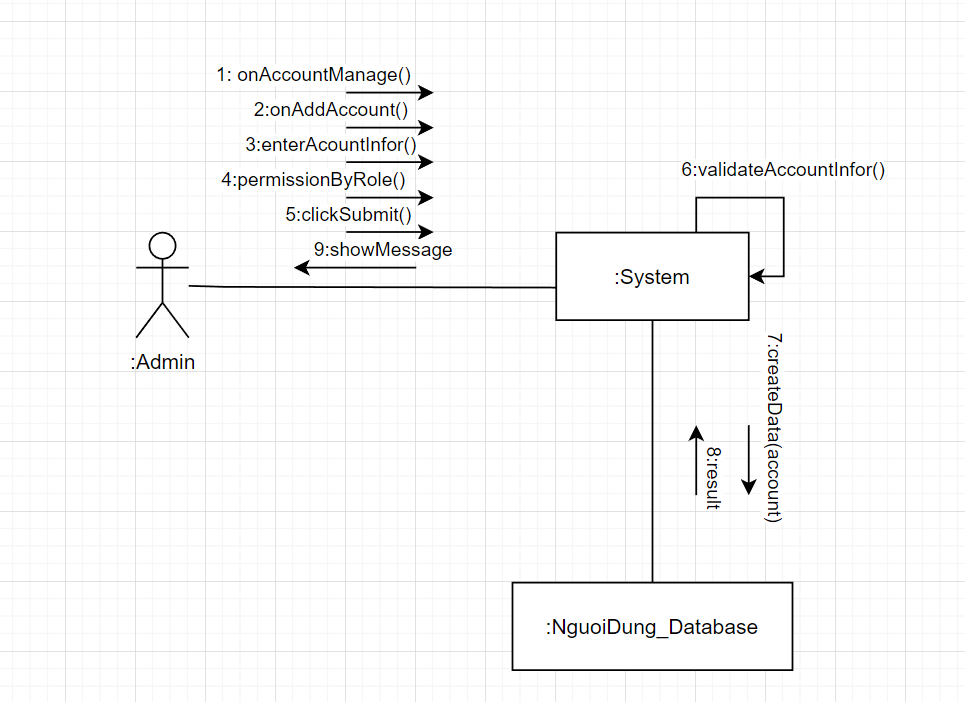 1: onAccountManage()
2:onAddAccount()
3:enterAcountInfor()
4:permissionByRole()
5:clickSubmit()
9:showMessage
6:validateAccountInfor()
:System
:Admin
7:createData(account)
8:result
:NguoiDung_Database